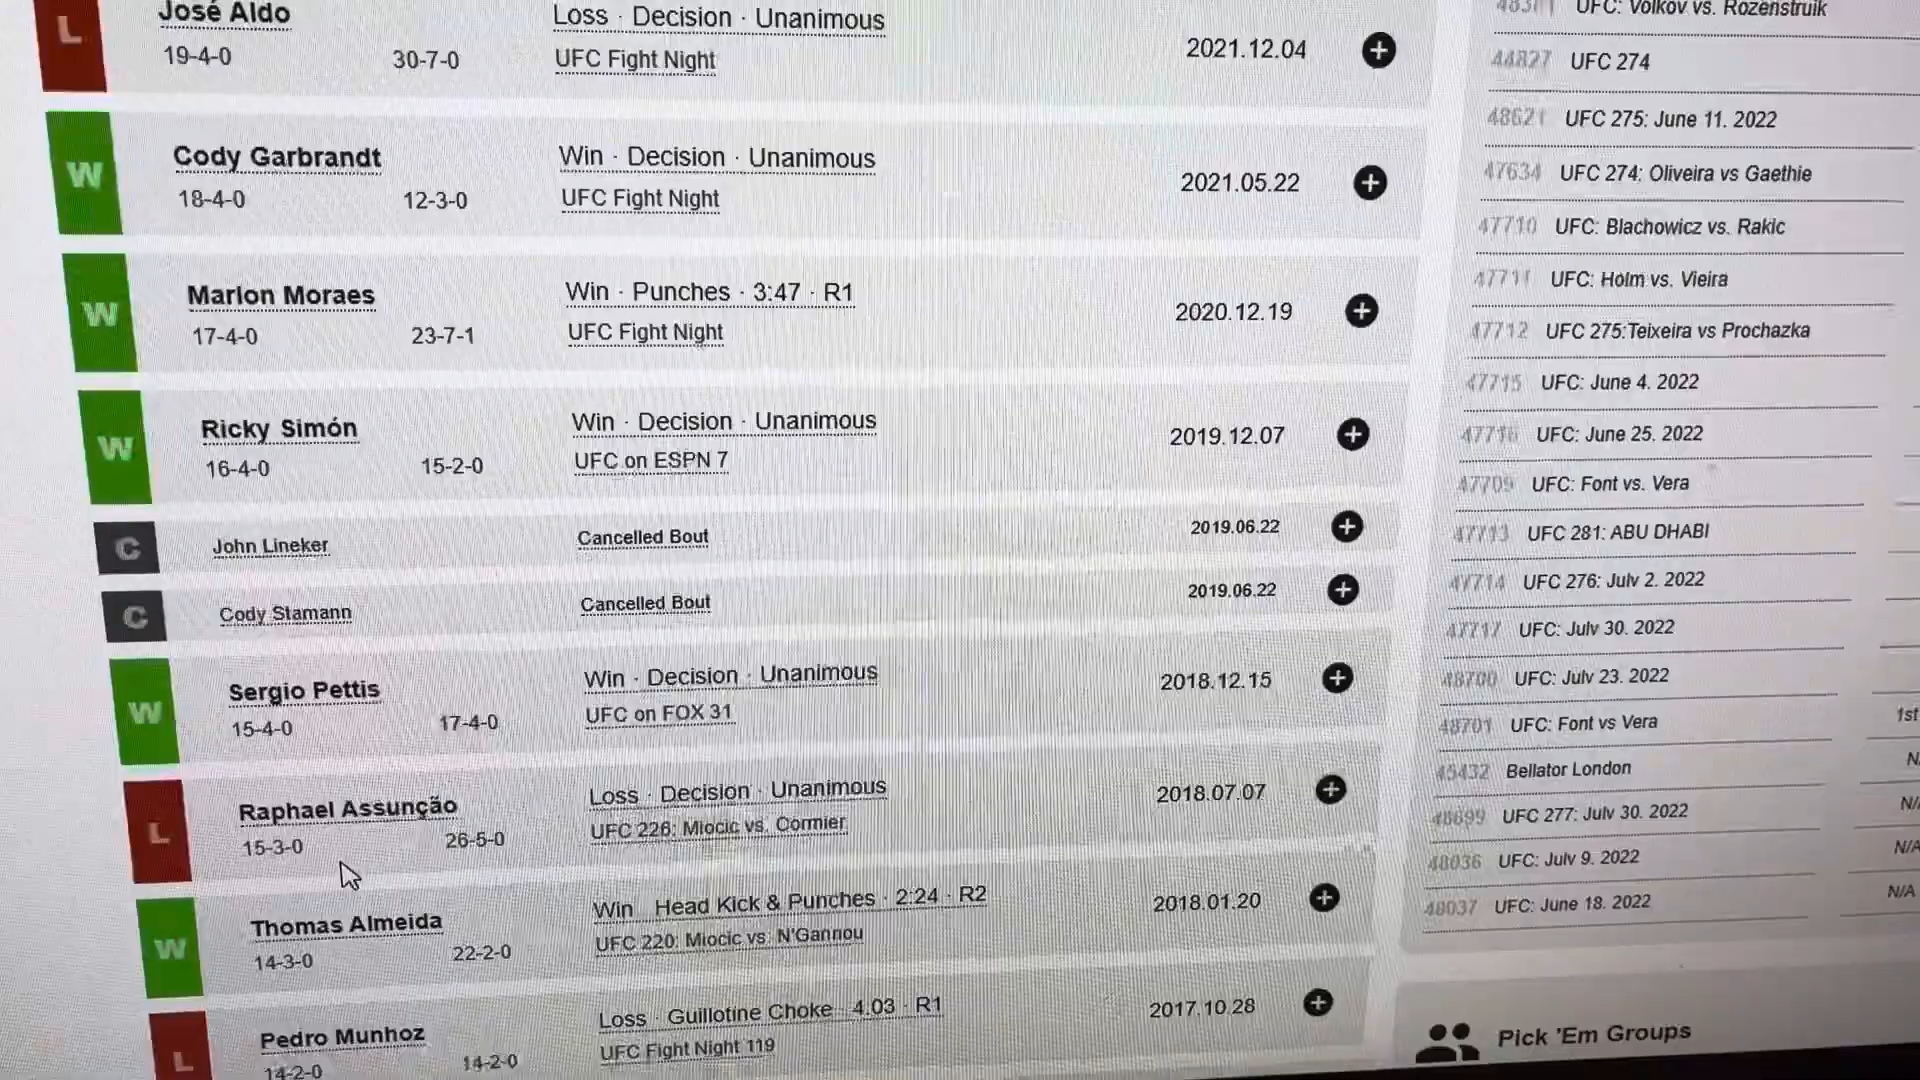 L
José Aldo
19-4-0
30-7-0
Loss · Decision · Unanimous
UFC Fight Night
2021.12.04
W
Cody Garbrandt
18-4-0
12-3-0
Win · Decision · Unanimous
UFC Fight Night
2021.05.22
W
Marlon Moraes
17-4-0
23-7-1
Win · Punches · 3:47 · R1
UFC Fight Night
2020.12.19
W
Ricky Simón
16-4-0
15-2-0
Win · Decision · Unanimous
UFC on ESPN 7
2019.12.07
C
John Lineker
Cancelled Bout
2019.06.22
C
Cody Stamann
Cancelled Bout
2019.06.22
W
Sergio Pettis
15-4-0
17-4-0
Win · Decision · Unanimous
UFC on FOX 31
2018.12.15
L
Raphael Assunção
15-3-0
26-5-0
Loss · Decision · Unanimous
UFC 226: Miocic vs. Cormier
2018.07.07
W
Thomas Almeida
14-3-0
22-2-0
Win · Head Kick & Punches · 2:24 · R2
UFC 220: Miocic vs. N'Gannou
2018.01.20
L
Pedro Munhoz
14-2-0
14-2-0
Loss · Guillotine Choke · 4:03 · R1
UFC Fight Night 119
2017.10.28
UFC: Volkov vs. Rozenstruik
44827 UFC 274
48621 UFC 275: June 11. 2022
47634 UFC 274: Oliveira vs Gaethie
47710 UFC: Blachowicz vs. Rakic
47711 UFC: Holm vs. Vieira
47712 UFC 275:Teixeira vs Prochazka
47715 UFC: June 4. 2022
47716 UFC: June 25. 2022
47709 UFC: Font vs. Vera
47713 UFC 281: ABU DHABI
47714 UFC 276: July 2. 2022
47717 UFC: July 30. 2022
48700 UFC: July 23. 2022
48701 UFC: Font vs Vera
1st
45432 Bellator London
48699 UFC 277: July 30. 2022
48036 UFC: July 9. 2022
N/A
48037 UFC: June 18. 2022
N/A
Pick 'Em Groups